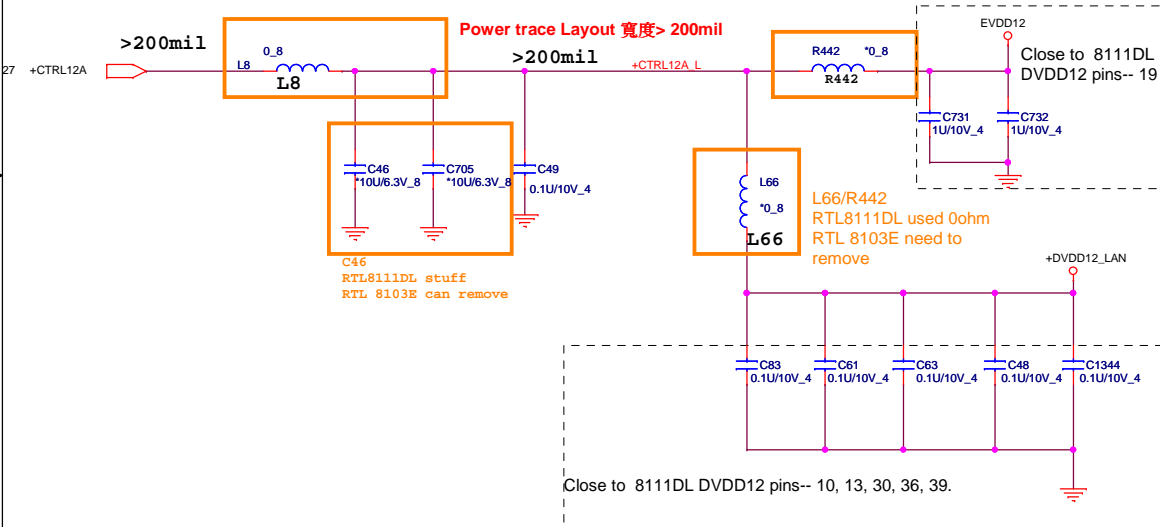 Power trace Layout 寬度> 200mil
>200mil
27 +CTRL12A
L8 0_8
L8
>200mil
+CTRL12A_L
R442 *0_8
R442
EVDD12
Close to 8111DL
DVDD12 pins-- 19
C731
1U/10V_4
C732
1U/10V_4
C46
*10U/6.3V_8
C705
*10U/6.3V_8
C49
0.1U/10V_4
C46
RTL8111DL stuff
RTL 8103E can remove
L66
*0_8
L66
L66/R442
RTL8111DL used 0ohm
RTL 8103E need to
remove
+DVDD12_LAN
C83
0.1U/10V_4
C61
0.1U/10V_4
C63
0.1U/10V_4
C48
0.1U/10V_4
C1344
0.1U/10V_4
Close to 8111DL DVDD12 pins-- 10, 13, 30, 36, 39.